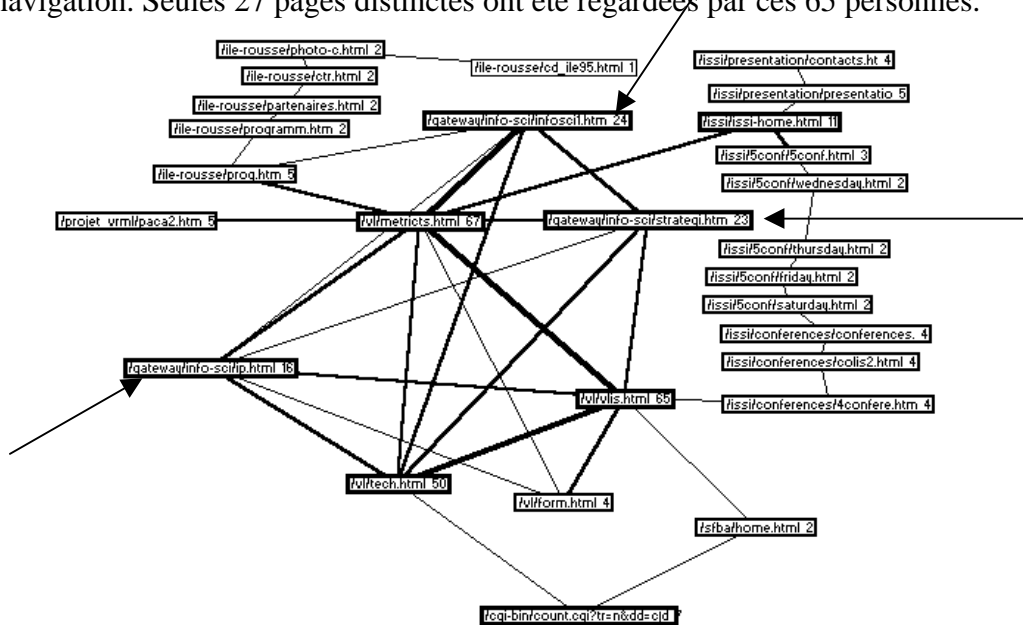 navigation. Seules 27 pages distinctes ont été regardées par ces 65 personnes.
/ile-rousse/photo-c.html 2
/ile-rousse/cd_ile95.html 1
/issi/presentation/contacts.ht 4
/ile-rousse/ctr.html 2
/issi/presentation/presentatio 5
/ile-rousse/partenaires.html 2
/gateway/info-sci/infosci1.htm 24
/issi/issi-home.html 11
/ile-rousse/programm.htm 2
/issi/5conf/5conf.html 3
/ile-rousse/prog.htm 5
/issi/5conf/wednesday.html 2
/projet_vrml/paca2.htm 5
/vl/metricts.html 67
/gateway/info-sci/strategi.htm 23
/issi/5conf/thursday.html 2
/issi/5conf/friday.html 2
/issi/5conf/saturday.html 2
/issi/conferences/conferences. 4
/gateway/info-sci/ip.html 16
/issi/conferences/colis2.html 4
/vl/vlis.html 65
/issi/conferences/4confere.htm 4
/vl/tech.html 50
/vl/form.html 4
/sfba/home.html 2
/cgi-bin/count.cgi?tr=n&dd=c|d